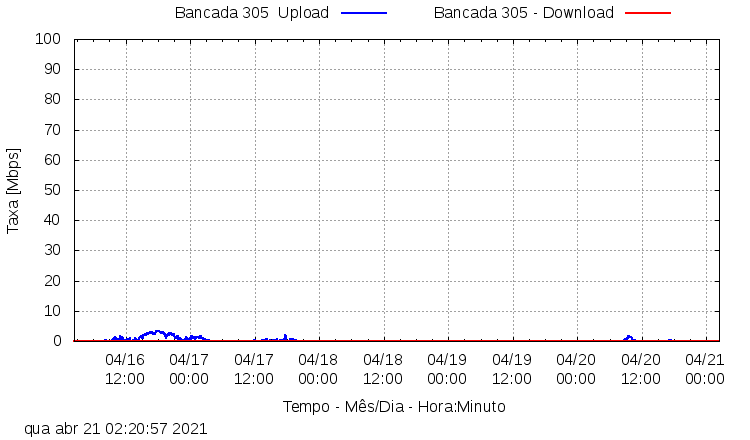 Bancada 305  Upload
Bancada 305 - Download
Taxa [Mbps]
100
90
80
70
60
50
40
30
20
10
0
04/16 04/17 04/17 04/18 04/18 04/19 04/19 04/20 04/20 04/21
12:00 00:00 12:00 00:00 12:00 00:00 12:00 00:00 12:00 00:00
Tempo - Mês/Dia - Hora:Minuto
qua abr 21 02:20:57 2021